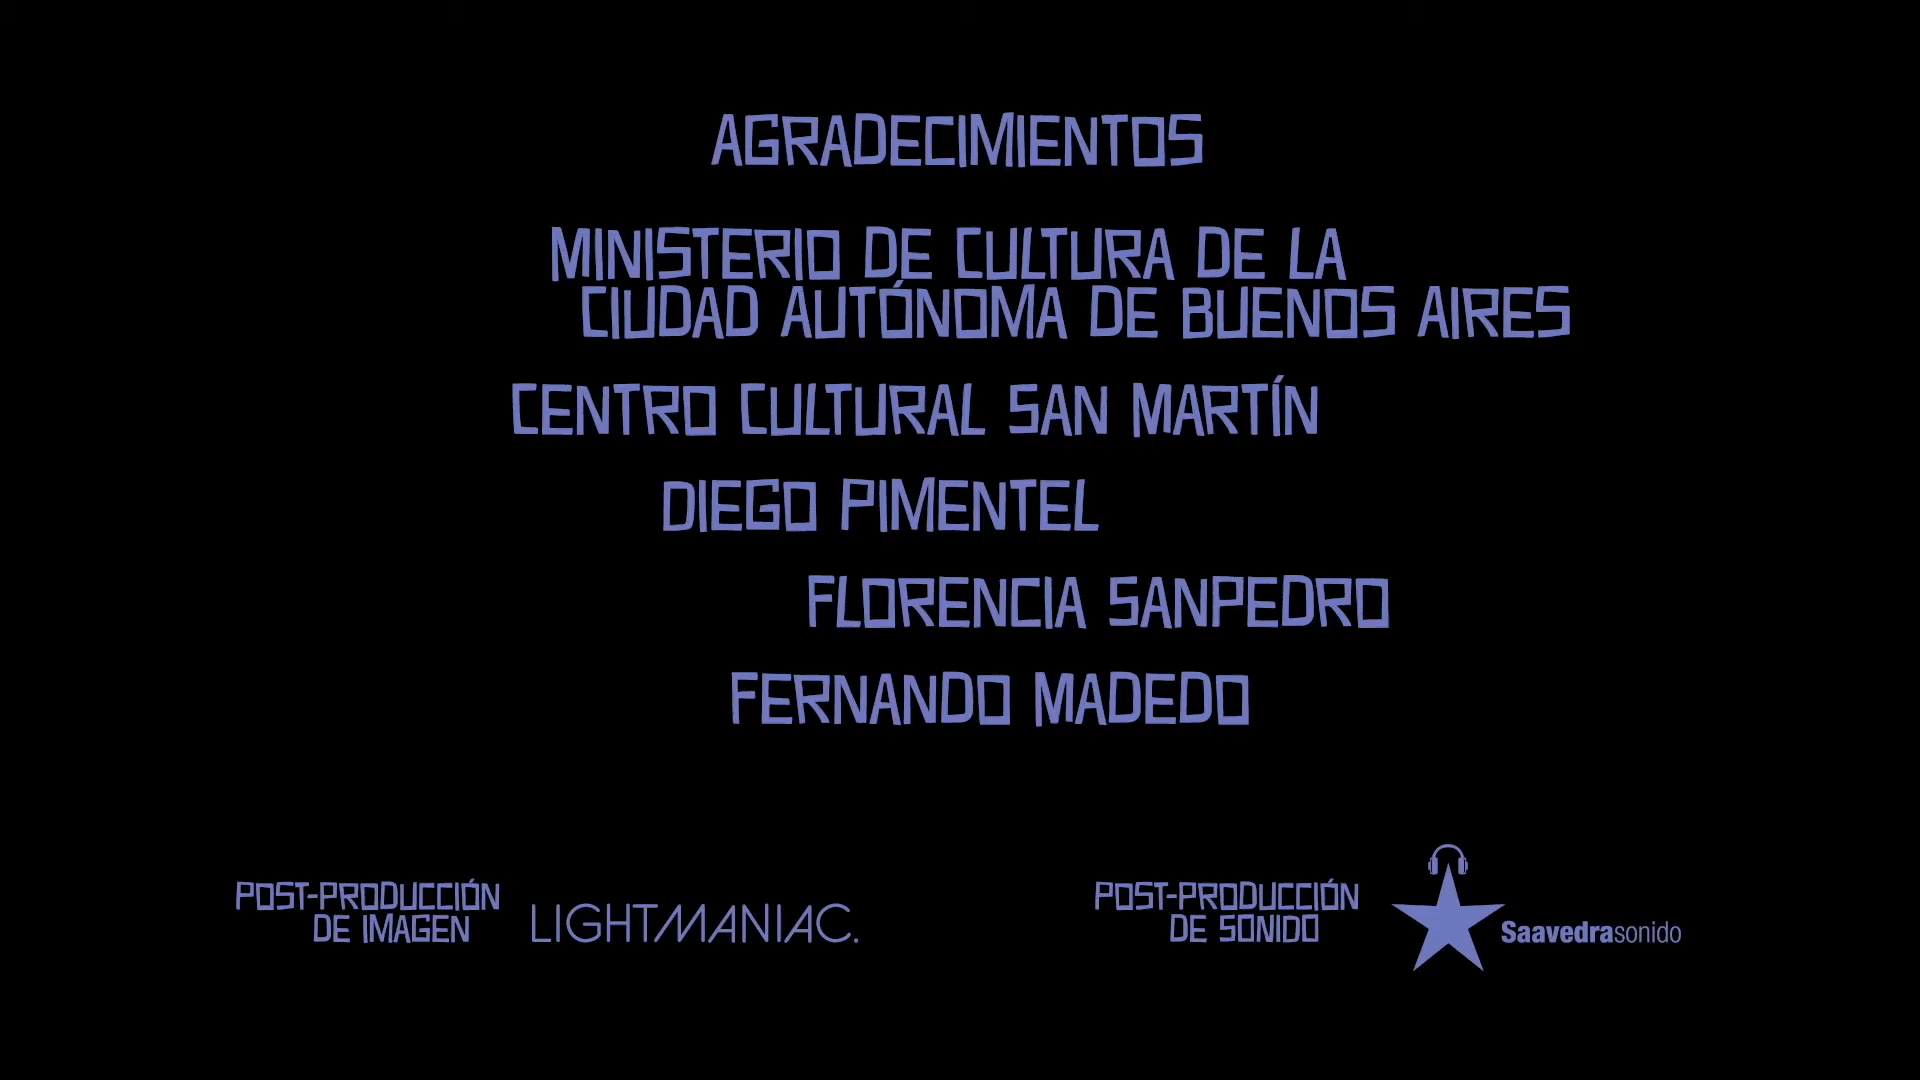 AGRADECIMIENTOS
MINISTERIO DE CULTURA DE LA
CIUDAD AUTÓNOMA DE BUENOS AIRES
CENTRO CULTURAL SAN MARTÍN
DIEGO PIMENTEL
FLORENCIA SANPEDRO
FERNANDO MADEDO
POST-PRODUCCIÓN
DE IMAGEN
LIGHTMANIAC.
POST-PRODUCCIÓN
DE SONIDO
Saavedrasonido